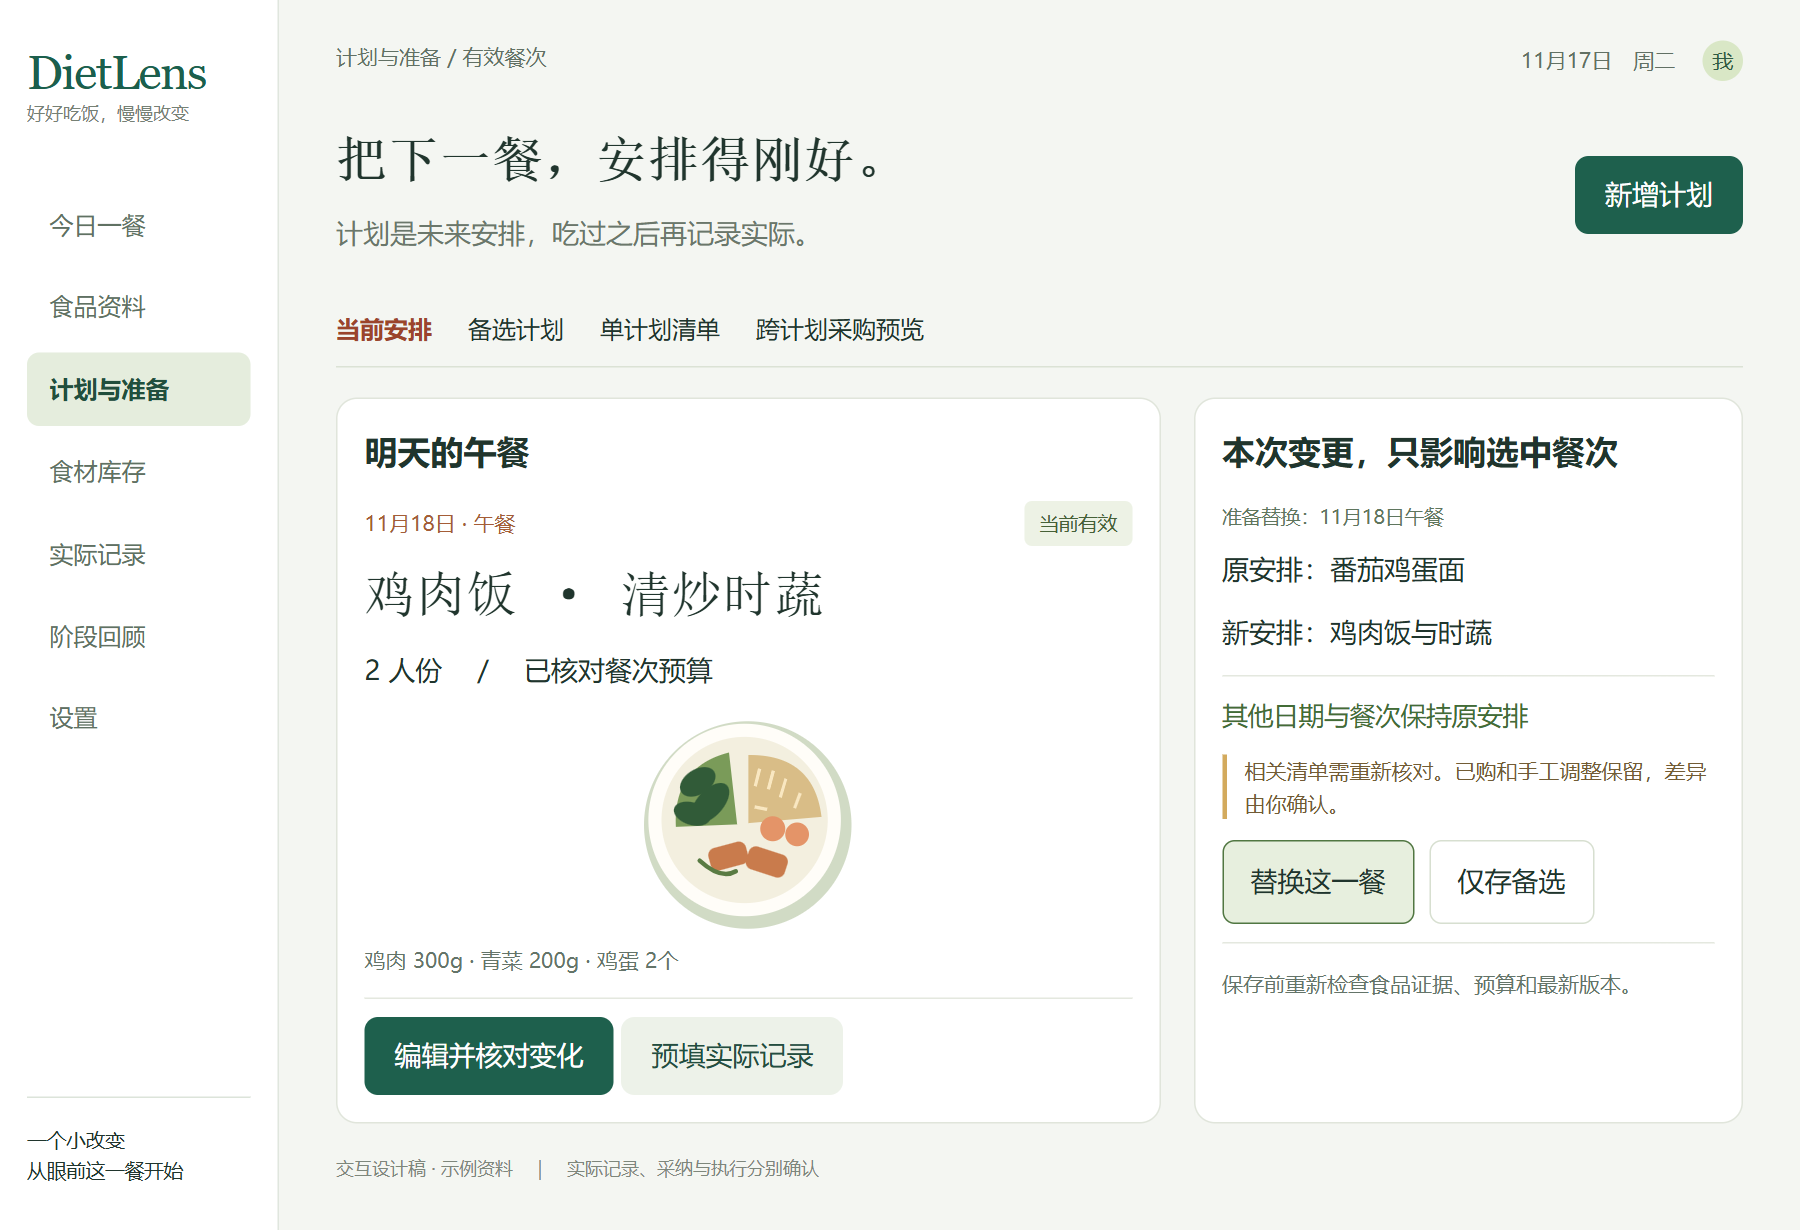 DietLens
好好吃饭，慢慢改变
今日一餐
食品资料
计划与准备
食材库存
实际记录
阶段回顾
设置
一个小改变
从眼前这一餐开始
计划与准备 / 有效餐次
11月17日 周二 我
把下一餐，安排得刚好。
计划是未来安排，吃过之后再记录实际。
新增计划
当前安排 备选计划 单计划清单 跨计划采购预览
明天的午餐
11月18日 · 午餐 当前有效
鸡肉饭 · 清炒时蔬
2 人份 / 已核对餐次预算
鸡肉 300g · 青菜 200g · 鸡蛋 2个
编辑并核对变化 预填实际记录
本次变更，只影响选中餐次
准备替换：11月18日午餐
原安排：番茄鸡蛋面
新安排：鸡肉饭与时蔬
其他日期与餐次保持原安排
相关清单需重新核对。已购和手工调整保留，差异
由你确认。
替换这一餐 仅存备选
保存前重新检查食品证据、预算和最新版本。
交互设计稿 · 示例资料 | 实际记录、采纳与执行分别确认